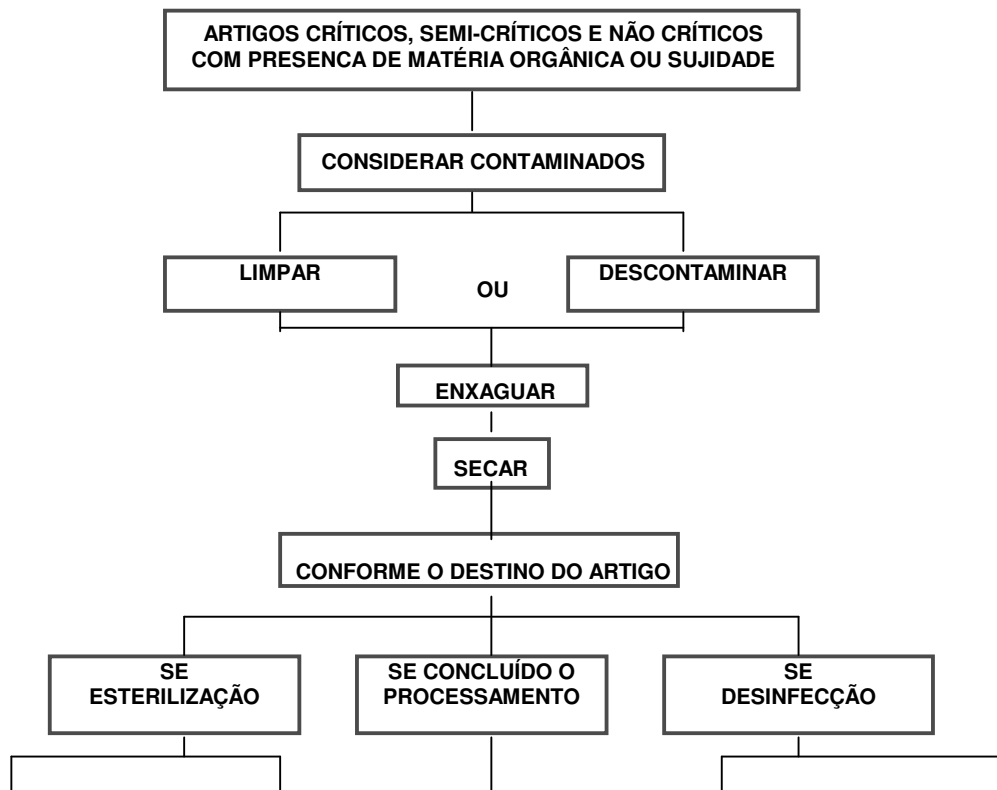 ARTIGOS CRÍTICOS, SEMI-CRÍTICOS E NÃO CRÍTICOS
COM PRESENCA DE MATÉRIA ORGÂNICA OU SUJIDADE
CONSIDERAR CONTAMINADOS
LIMPAR
OU
DESCONTAMINAR
ENXAGUAR
SECAR
CONFORME O DESTINO DO ARTIGO
SE
ESTERILIZAÇÃO
SE CONCLUÍDO O
PROCESSAMENTO
SE
DESINFECÇÃO